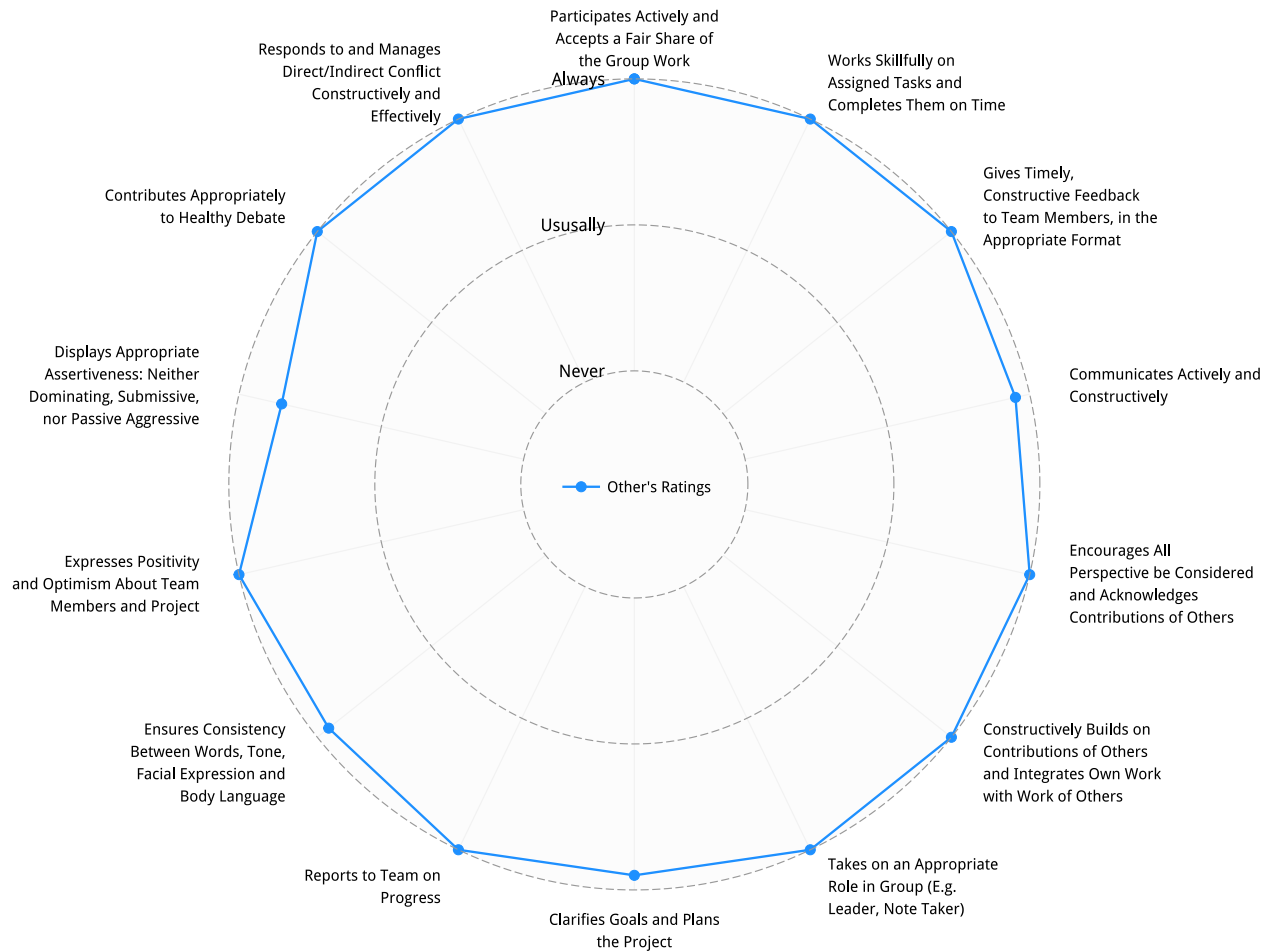 Participates Actively and
Accepts a Fair Share of
the Group Work
Works Skillfully on
Assigned Tasks and
Completes Them on Time
Gives Timely,
Constructive Feedback
to Team Members, in the
Appropriate Format
Communicates Actively and
Constructively
Encourages All
Perspective be Considered
and Acknowledges
Contributions of Others
Constructively Builds on
Contributions of Others
and Integrates Own Work
with Work of Others
Takes on an Appropriate
Role in Group (E.g.
Leader, Note Taker)
Clarifies Goals and Plans
the Project
Reports to Team on
Progress
Ensures Consistency
Between Words, Tone,
Facial Expression and
Body Language
Expresses Positivity
and Optimism About Team
Members and Project
Displays Appropriate
Assertiveness: Neither
Dominating, Submissive,
nor Passive Aggressive
Contributes Appropriately
to Healthy Debate
Responds to and Manages
Direct/Indirect Conflict
Constructively and
Effectively
Always
Ususally
Never
Other's Ratings